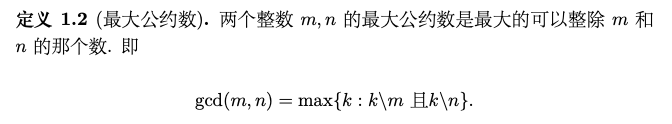 定义 1.2 (最大公约数). 两个整数 m, n 的最大公约数是最大的可以整除 m 和
n 的那个数. 即
gcd(m, n) = max{k : k\m 且k\n}.